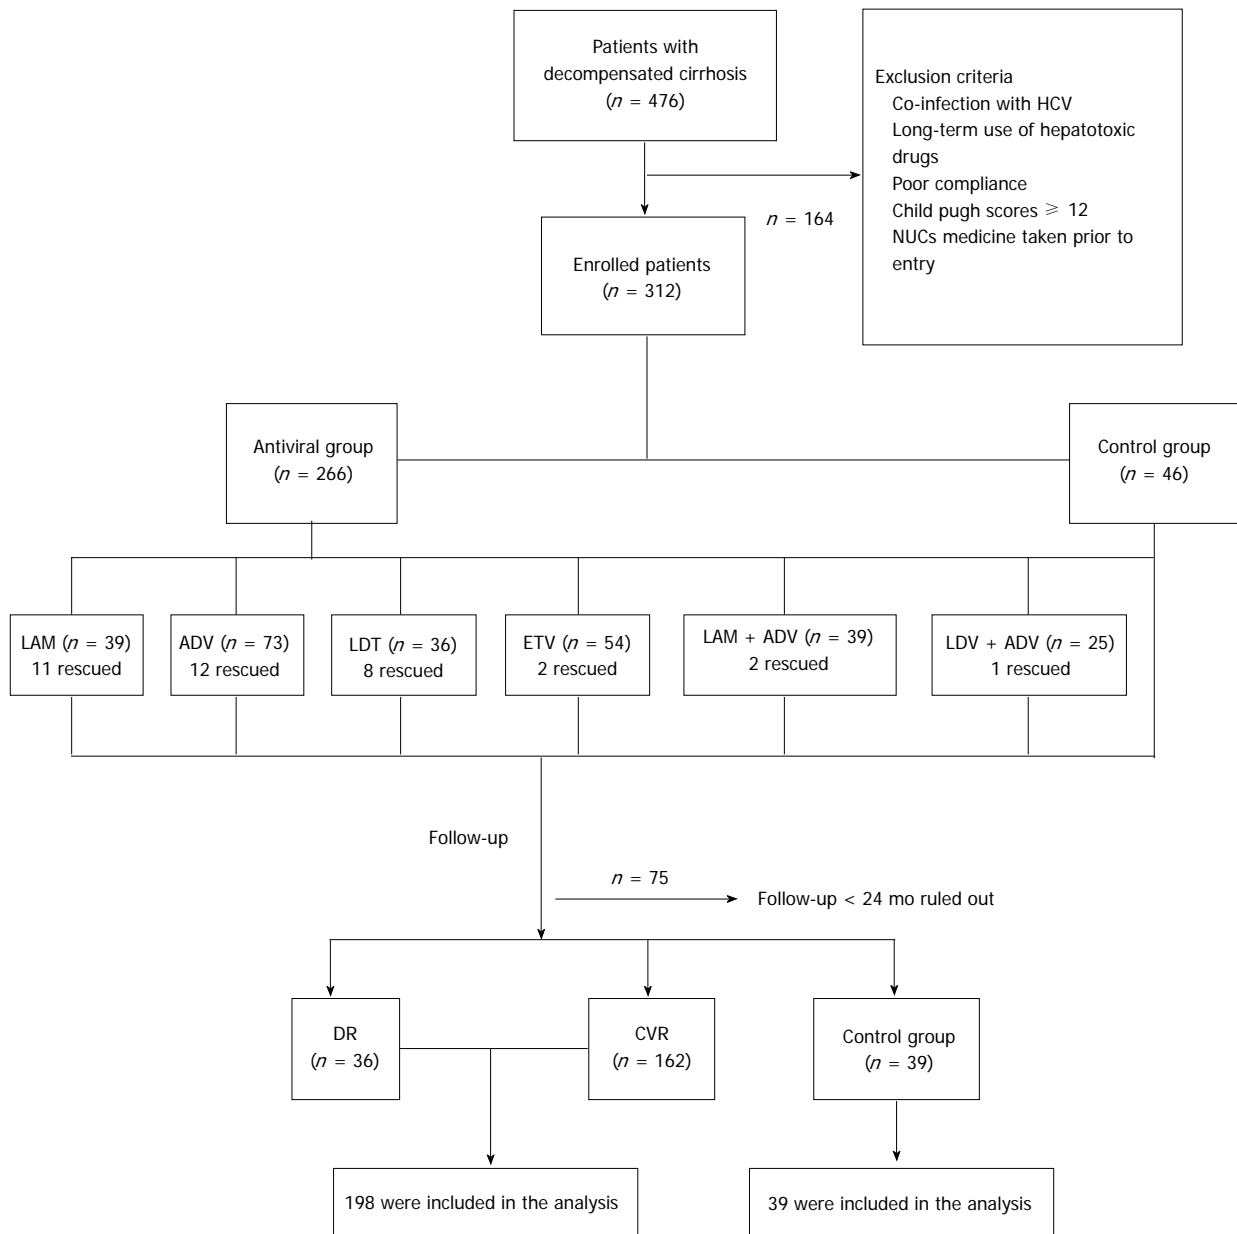 Patients with
decompensated cirrhosis
(n = 476)
Exclusion criteria
Co-infection with HCV
Long-term use of hepatotoxic
drugs
Poor compliance
Child pugh scores ⩾ 12
NUCs medicine taken prior to
entry
n = 164
Enrolled patients
(n = 312)
Antiviral group
(n = 266)
Control group
(n = 46)
LAM (n = 39)
11 rescued
ADV (n = 73)
12 rescued
LDT (n = 36)
8 rescued
ETV (n = 54)
2 rescued
LAM + ADV (n = 39)
2 rescued
LDV + ADV (n = 25)
1 rescued
Follow-up
n = 75
Follow-up < 24 mo ruled out
DR
(n = 36)
CVR
(n = 162)
Control group
(n = 39)
198 were included in the analysis
39 were included in the analysis